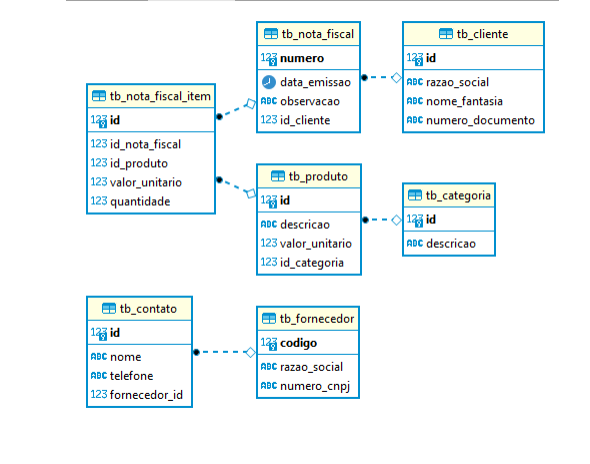 tb_nota_fiscal
123 numero
data_emissao
ABC observacao
123 id_cliente
tb_cliente
123 id
ABC razao_social
ABC nome_fantasia
ABC numero_documento
tb_nota_fiscal_item
123 id
123 id_nota_fiscal
123 id_produto
123 valor_unitario
123 quantidade
tb_produto
123 id
ABC descricao
123 valor_unitario
123 id_categoria
tb_categoria
123 id
ABC descricao
tb_contato
123 id
ABC nome
ABC telefone
123 fornecedor_id
tb_fornecedor
123 codigo
ABC razao_social
ABC numero_cnpj